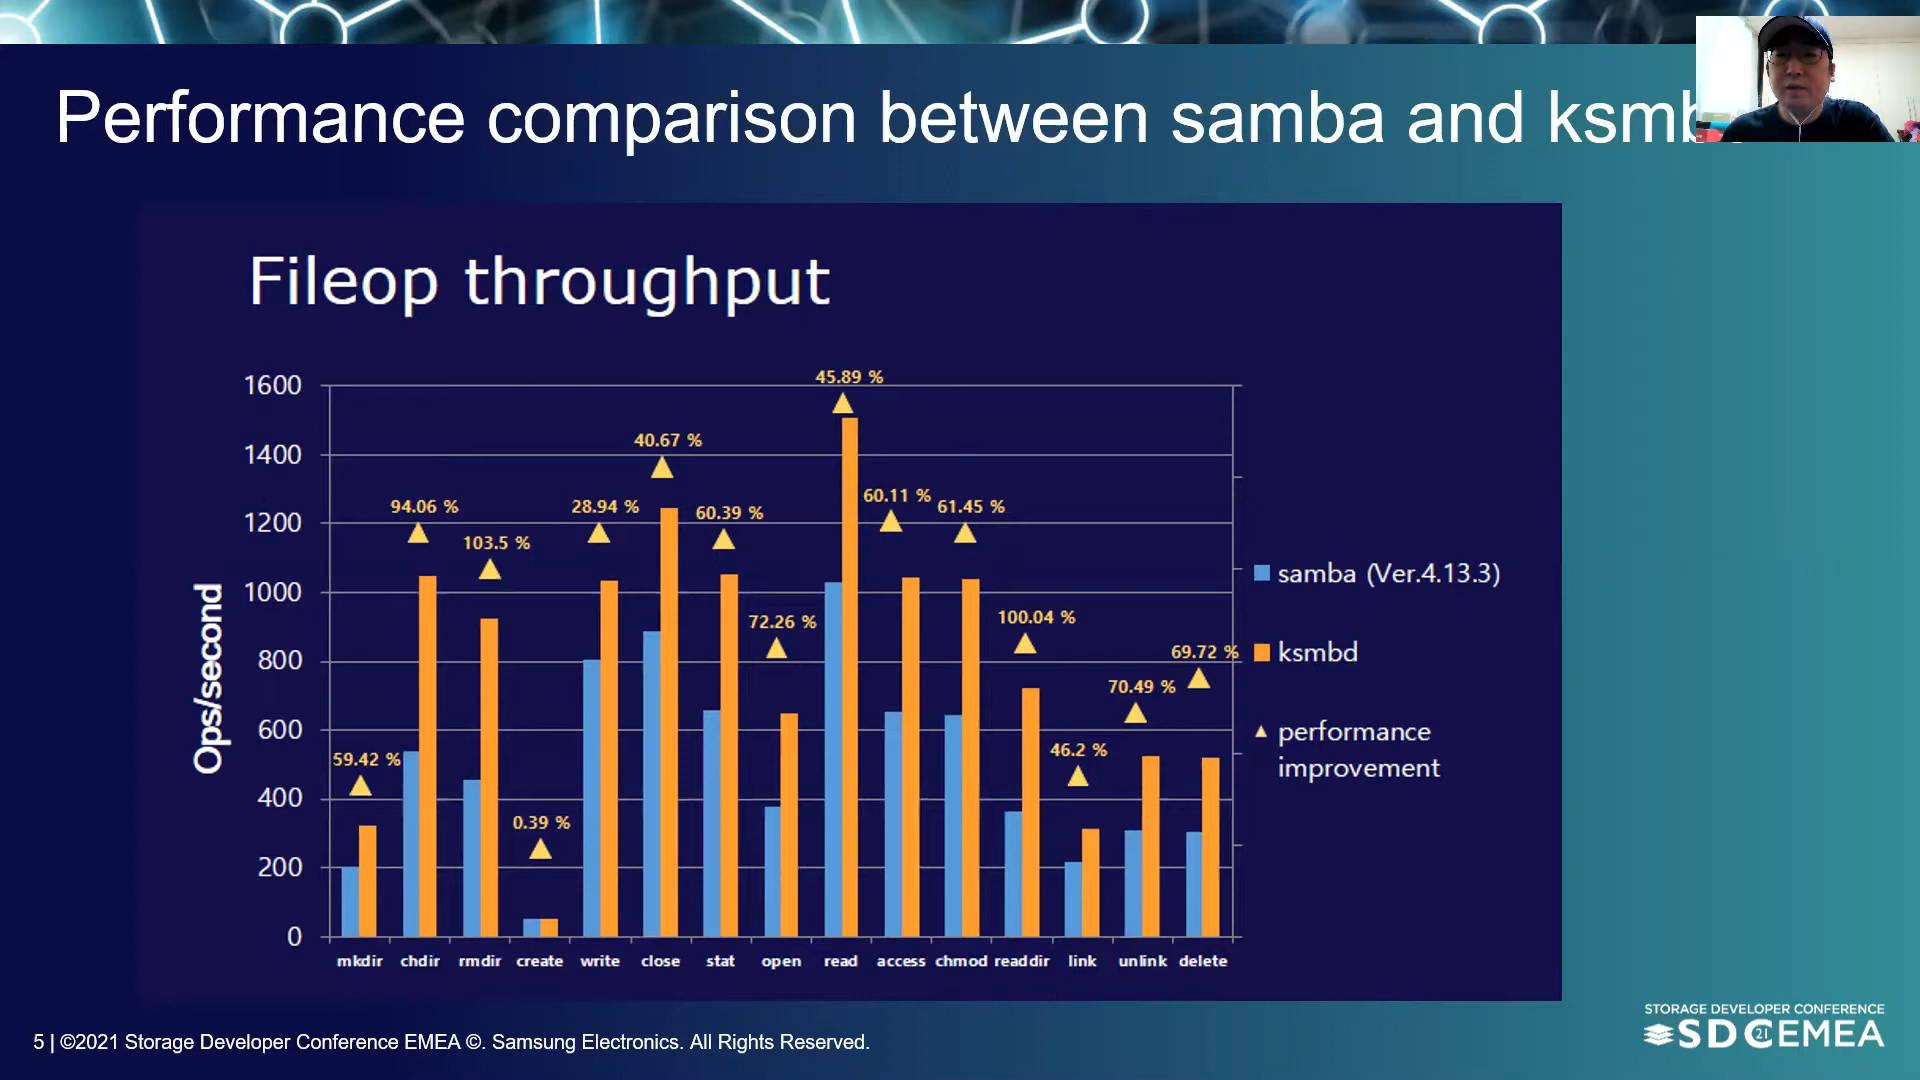 Performance comparison between samba and ksmb
Fileop throughput
1600
1400
1200
1000
800
600
400
200
0
Ops/second
59.42 %
94.06 %
103.5 %
0.39 %
28.94 %
40.67 %
60.39 %
72.26 %
45.89 %
60.11 %
61.45 %
100.04 %
46.2 %
70.49 %
69.72 %
mkdir chdir rmdir create write close stat open read access chmod readdir link unlink delete
samba (Ver.4.13.3)
ksmbd
performance
improvement
5 | ©2021 Storage Developer Conference EMEA ©. Samsung Electronics. All Rights Reserved.
STORAGE DEVELOPER CONFERENCE
SDC 21 EMEA